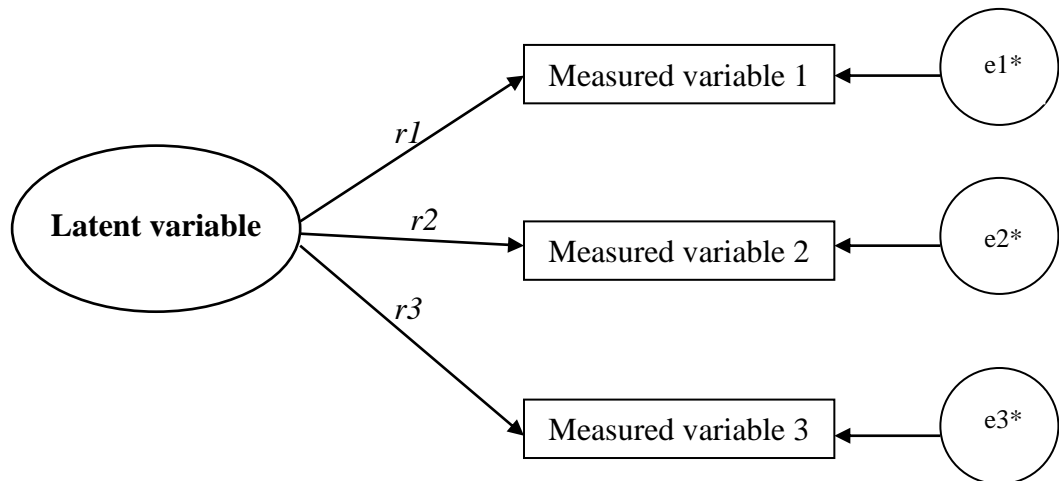 e1*
Measured variable 1
r1
Latent variable
r2
Measured variable 2
e2*
r3
Measured variable 3
e3*